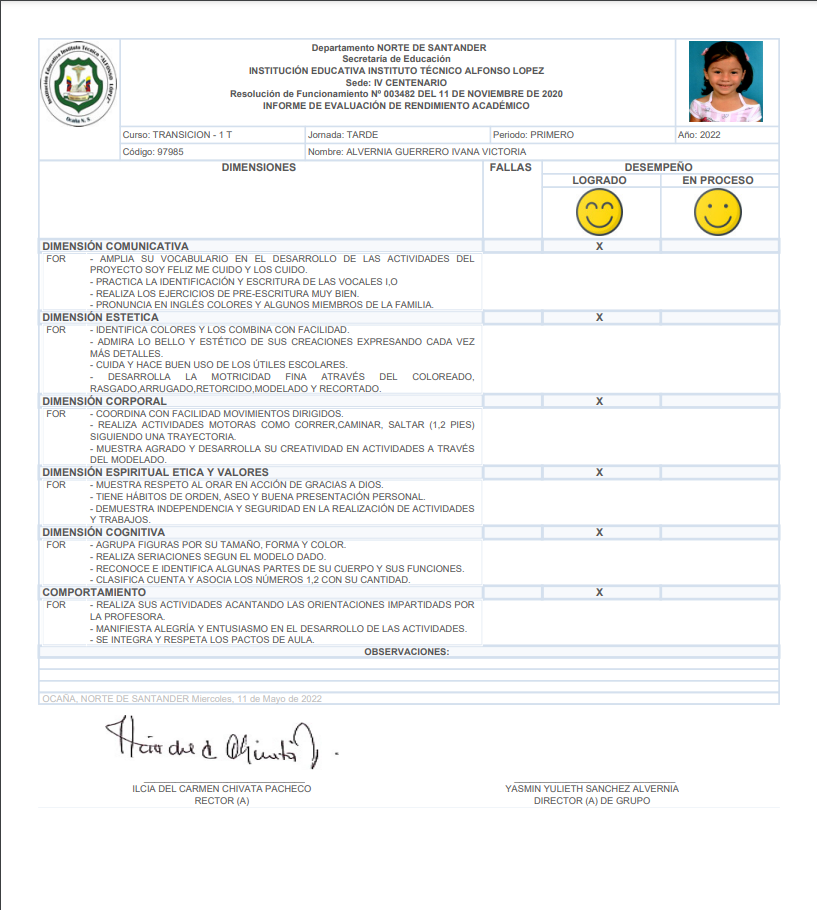 Institución Educativa Instituto Técnico "ALFONSO LOPEZ"
Ocaña N. S.
Departamento NORTE DE SANTANDER
Secretaría de Educación
INSTITUCIÓN EDUCATIVA INSTITUTO TÉCNICO ALFONSO LOPEZ
Sede: IV CENTENARIO
Resolución de Funcionamiento Nº 003482 DEL 11 DE NOVIEMBRE DE 2020
INFORME DE EVALUACIÓN DE RENDIMIENTO ACADÉMICO
Curso: TRANSICION - 1 T Jornada: TARDE Periodo: PRIMERO Año: 2022
Código: 97985 Nombre: ALVERNIA GUERRERO IVANA VICTORIA
DIMENSIONES FALLAS DESEMPEÑO
LOGRADO EN PROCESO
DIMENSIÓN COMUNICATIVA X
FOR - AMPLIA SU VOCABULARIO EN EL DESARROLLO DE LAS ACTIVIDADES DEL
PROYECTO SOY FELIZ ME CUIDO Y LOS CUIDO.
- PRACTICA LA IDENTIFICACIÓN Y ESCRITURA DE LAS VOCALES I,O
- REALIZA LOS EJERCICIOS DE PRE-ESCRITURA MUY BIEN.
- PRONUNCIA EN INGLÉS COLORES Y ALGUNOS MIEMBROS DE LA FAMILIA.
DIMENSIÓN ESTETICA X
FOR - IDENTIFICA COLORES Y LOS COMBINA CON FACILIDAD.
- ADMIRA LO BELLO Y ESTÉTICO DE SUS CREACIONES EXPRESANDO CADA VEZ
MÁS DETALLES.
- CUIDA Y HACE BUEN USO DE LOS ÚTILES ESCOLARES.
- DESARROLLA LA MOTRICIDAD FINA ATRAVÉS DEL COLOREADO,
RASGADO,ARRUGADO,RETORCIDO,MODELADO Y RECORTADO.
DIMENSIÓN CORPORAL X
FOR - COORDINA CON FACILIDAD MOVIMIENTOS DIRIGIDOS.
- REALIZA ACTIVIDADES MOTORAS COMO CORRER,CAMINAR, SALTAR (1,2 PIES)
SIGUIENDO UNA TRAYECTORIA.
- MUESTRA AGRADO Y DESARROLLA SU CREATIVIDAD EN ACTIVIDADES A TRAVÉS
DEL MODELADO.
DIMENSIÓN ESPIRITUAL ETICA Y VALORES X
FOR - MUESTRA RESPETO AL ORAR EN ACCIÓN DE GRACIAS A DIOS.
- TIENE HÁBITOS DE ORDEN, ASEO Y BUENA PRESENTACIÓN PERSONAL.
- DEMUESTRA INDEPENDENCIA Y SEGURIDAD EN LA REALIZACIÓN DE ACTIVIDADES
Y TRABAJOS.
DIMENSIÓN COGNITIVA X
FOR - AGRUPA FIGURAS POR SU TAMAÑO, FORMA Y COLOR.
- REALIZA SERIACIONES SEGUN EL MODELO DADO.
- RECONOCE E IDENTIFICA ALGUNAS PARTES DE SU CUERPO Y SUS FUNCIONES.
- CLASIFICA CUENTA Y ASOCIA LOS NÚMEROS 1,2 CON SU CANTIDAD.
COMPORTAMIENTO X
FOR - REALIZA SUS ACTIVIDADES ACANTANDO LAS ORIENTACIONES IMPARTIDADS POR
LA PROFESORA.
- MANIFIESTA ALEGRÍA Y ENTUSIASMO EN EL DESARROLLO DE LAS ACTIVIDADES.
- SE INTEGRA Y RESPETA LOS PACTOS DE AULA.
OBSERVACIONES:
OCAÑA, NORTE DE SANTANDER Miercoles, 11 de Mayo de 2022
ILCIA DEL CARMEN CHIVATA PACHECO YASMIN YULIETH SANCHEZ ALVERNIA
RECTOR (A) DIRECTOR (A) DE GRUPO